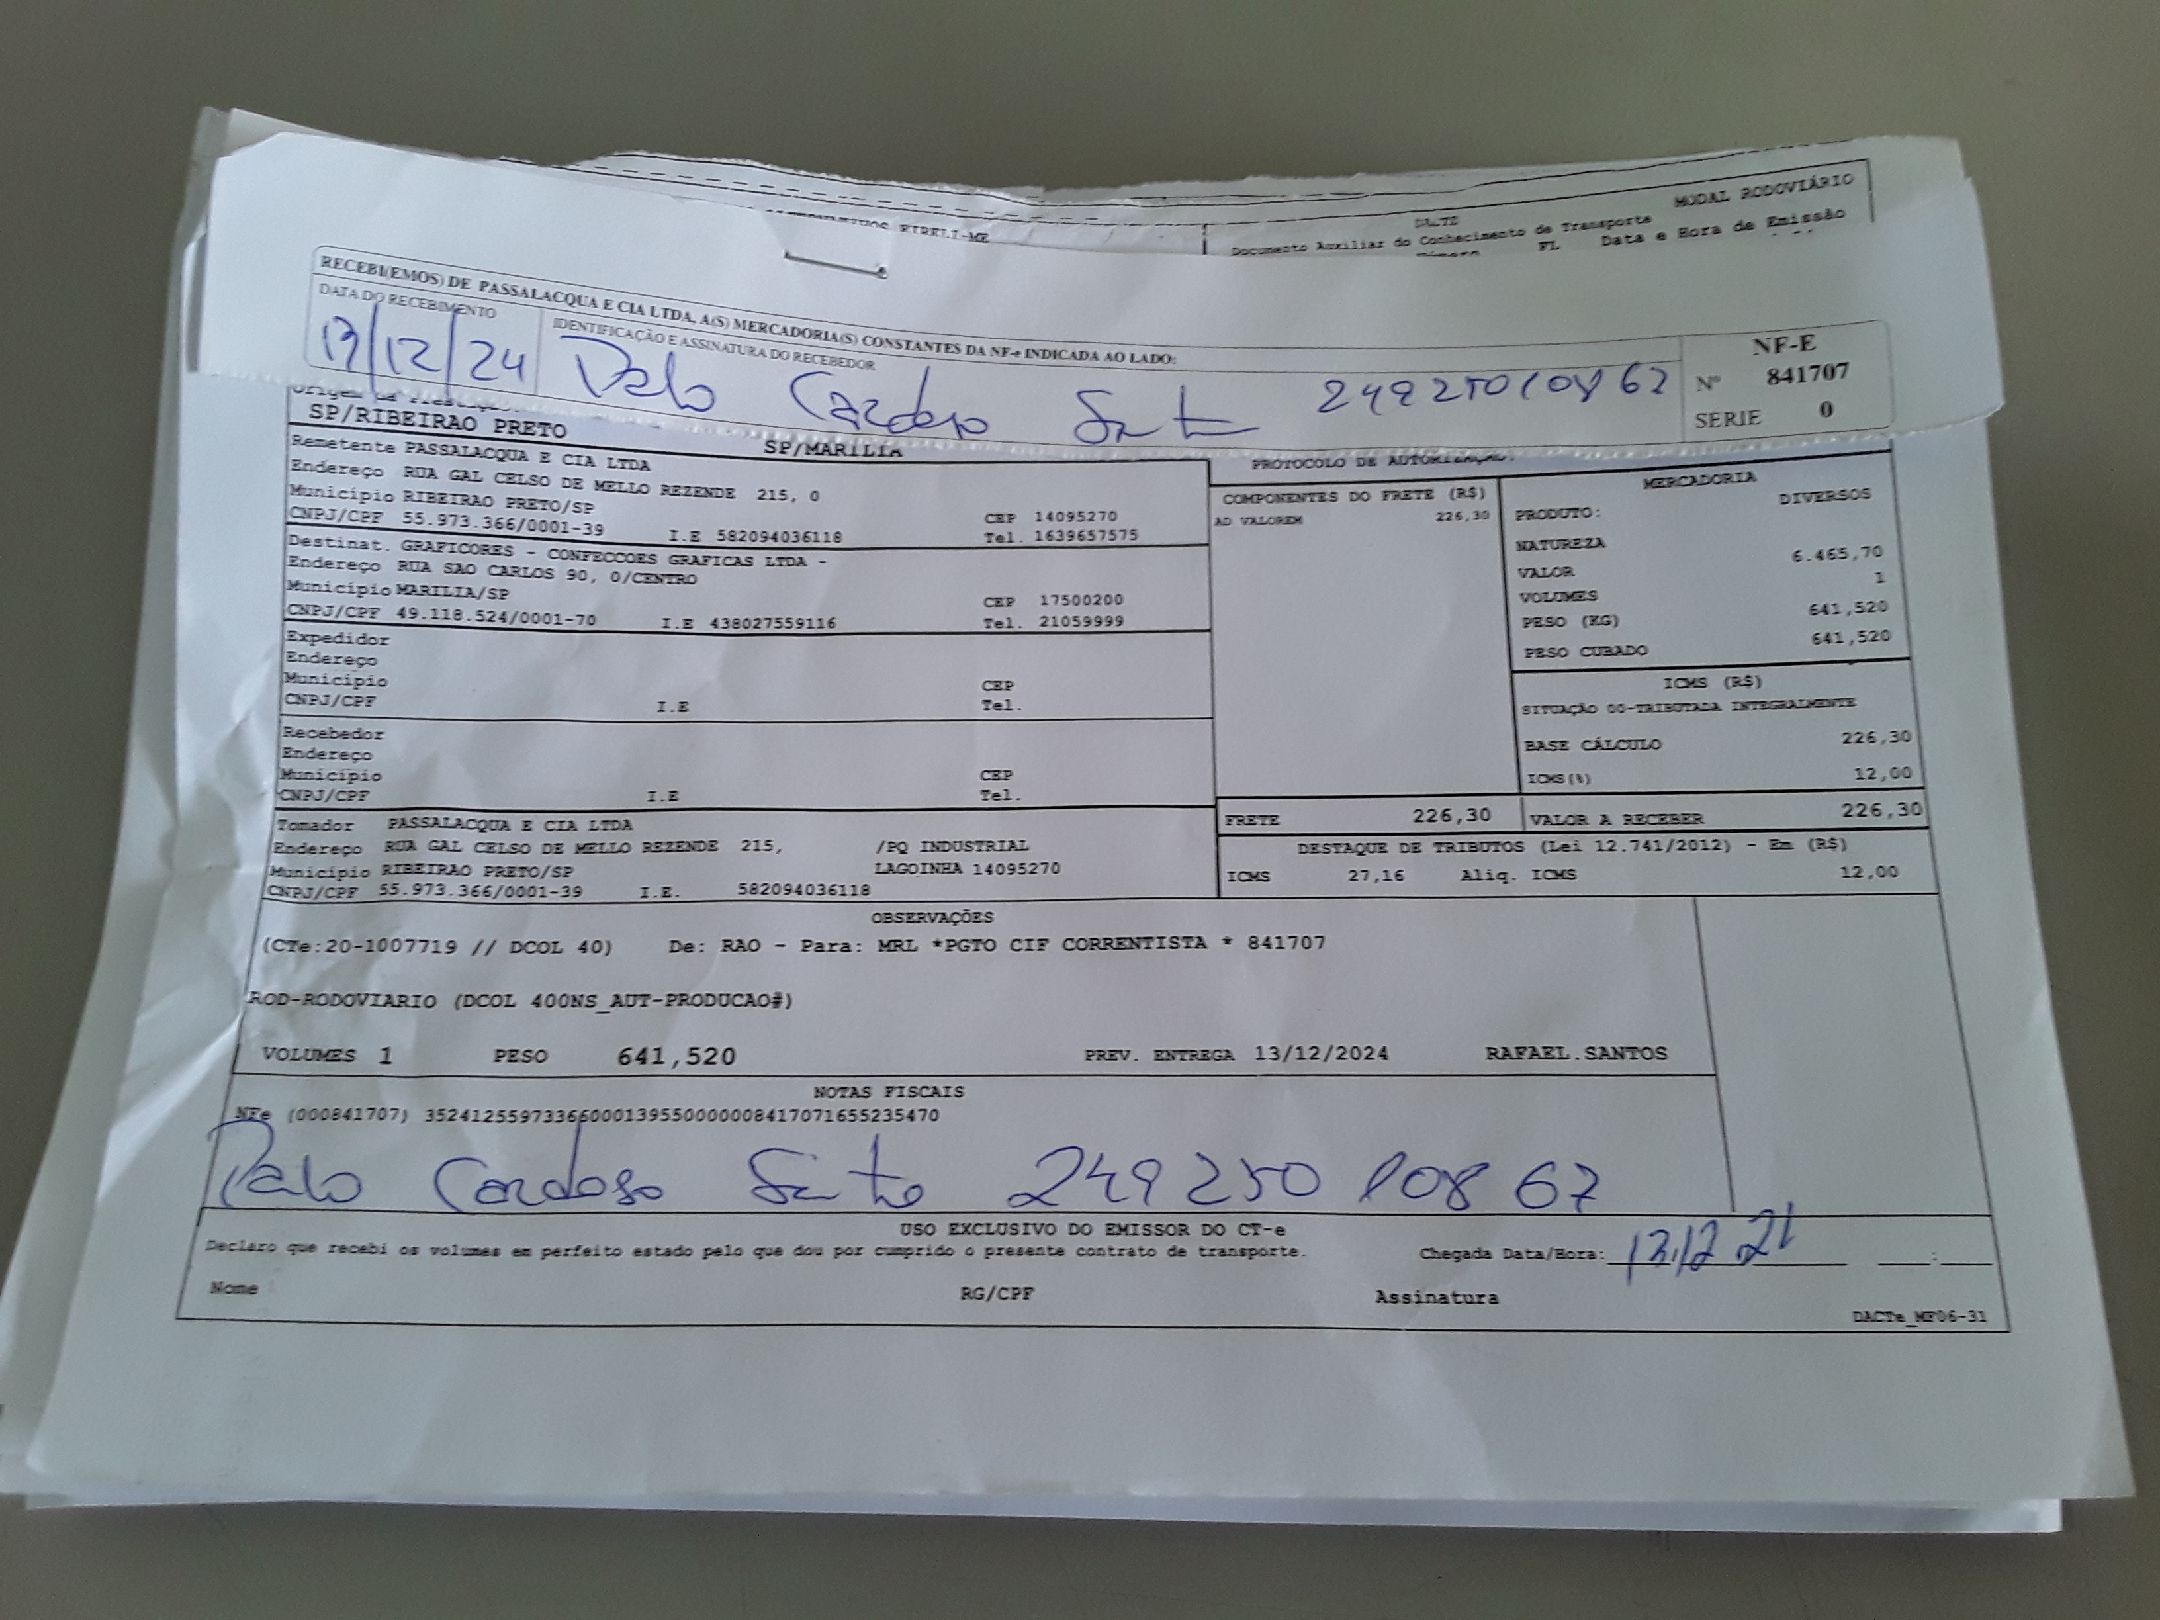 MODAL RODOVIÁRIO
EIRELI-ME
Documento Auxiliar do Conhecimento de Transporte FL Data e Hora de Emissão
RECEBI(EMOS) DE PASSALACQUA E CIA LTDA, A(S) MERCADORIA(S) CONSTANTES DA NF-e INDICADA AO LADO:
DATA DO RECEBIMENTO IDENTIFICAÇÃO E ASSINATURA DO RECEBEDOR
/12/24 Cardoso 249 250 108 67
NF-E
Nº 841707
SERIE 0
SP/RIBEIRAO PRETO SP/MARILIA
Remetente PASSALACQUA E CIA LTDA
Endereço RUA GAL CELSO DE MELLO REZENDE 215, 0
Município RIBEIRAO PRETO/SP CEP 14095270
CNPJ/CPF 55.973.366/0001-39 I.E 582094036118 Tel. 1639657575
Destinat. GRAFICORES - CONFECCOES GRAFICAS LTDA -
Endereço RUA SAO CARLOS 90, 0/CENTRO
Município MARILIA/SP CEP 17500200
CNPJ/CPF 49.118.524/0001-70 I.E 438027559116 Tel. 21059999
Expedidor
Endereço
Município CEP
CNPJ/CPF I.E Tel.
Recebedor
Endereço
Município CEP
CNPJ/CPF I.E Tel.
Tomador PASSALACQUA E CIA LTDA
Endereço RUA GAL CELSO DE MELLO REZENDE 215, /PQ INDUSTRIAL
Município RIBEIRAO PRETO/SP LAGOINHA 14095270
CNPJ/CPF 55.973.366/0001-39 I.E. 582094036118
PROTOCOLO DE
COMPONENTES DO FRETE (R$)
AD VALOREM 226,30
MERCADORIA
PRODUTO: DIVERSOS
NATUREZA
VALOR 6.465,70
VOLUMES 1
PESO (KG) 641,520
PESO CUBADO 641,520
ICMS (R$)
SITUAÇÃO 00-TRIBUTADA INTEGRALMENTE
BASE CÁLCULO 226,30
ICMS(%) 12,00
FRETE 226,30 VALOR A RECEBER 226,30
DESTAQUE DE TRIBUTOS (Lei 12.741/2012) - Em (R$)
ICMS 27,16 Aliq. ICMS 12,00
OBSERVAÇÕES
(CTe:20-1007719 // DCOL 40) De: RAO - Para: MRL *PGTO CIF CORRENTISTA * 841707
ROD-RODOVIARIO (DCOL 400NS_AUT-PRODUCAO#)
VOLUMES 1 PESO 641,520 PREV. ENTREGA 13/12/2024 RAFAEL.SANTOS
NOTAS FISCAIS
NFe (000841707) 35241255973366000139550000008417071655235470
Cardoso 249 250 108 67
USO EXCLUSIVO DO EMISSOR DO CT-e
Declaro que recebi os volumes em perfeito estado pelo que dou por cumprido o presente contrato de transporte. Chegada Data/Hora: :
Nome RG/CPF Assinatura
DACTe_MF06-31